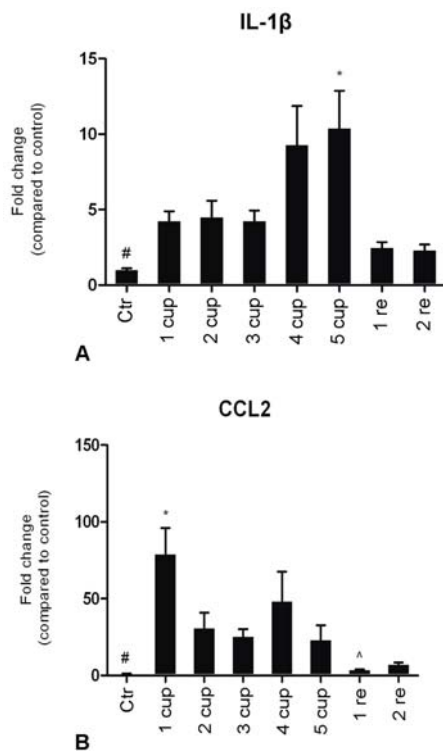 IL-1β
Fold change
(compared to control)
15
10
5
0
#
*
Ctr
1 cup
2 cup
3 cup
4 cup
5 cup
1 re
2 re
A
CCL2
Fold change
(compared to control)
150
100
50
0
#
*
^
Ctr
1 cup
2 cup
3 cup
4 cup
5 cup
1 re
2 re
B